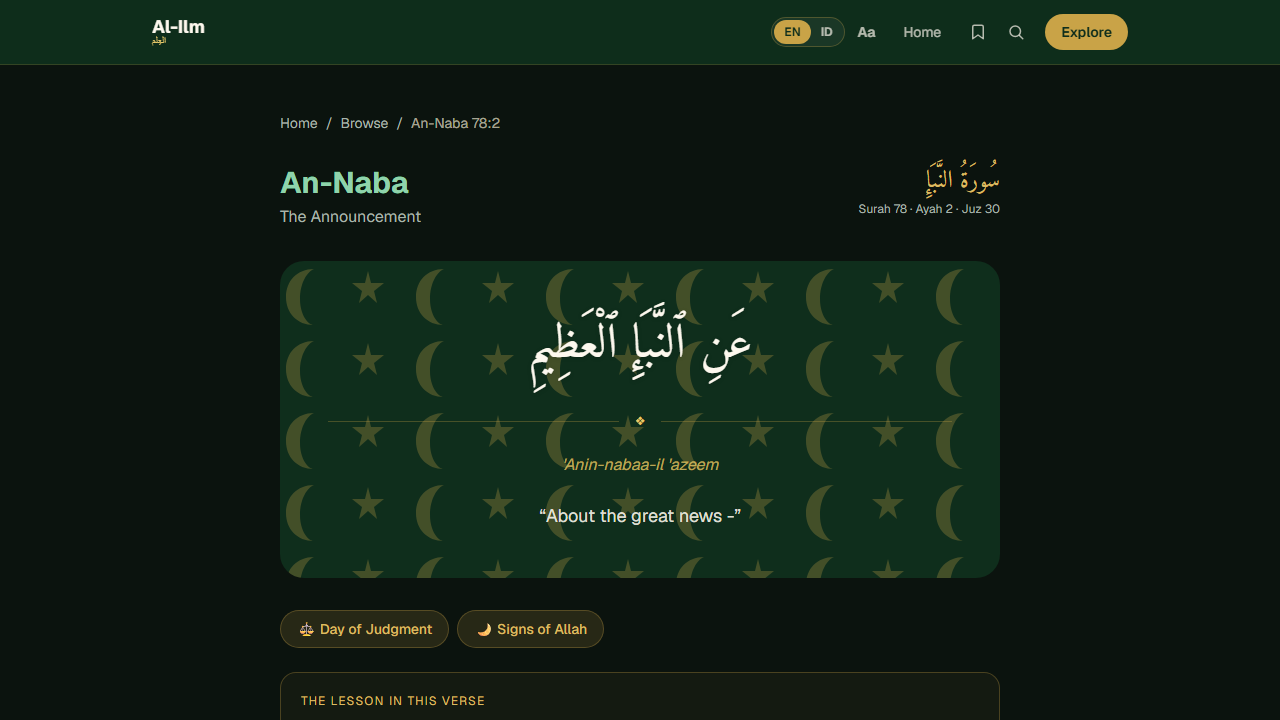 Al-Ilm
العِلْم
EN ID Aa Home Explore
Home / Browse / An-Naba 78:2
An-Naba
سُورَةُ النَّبَإِ
The Announcement
Surah 78 · Ayah 2 · Juz 30
عَنِ ٱلنَّبَإِ ٱلْعَظِيمِ
❖
'Anin-nabaa-il 'azeem
“About the great news -”
Day of Judgment
Signs of Allah
THE LESSON IN THIS VERSE